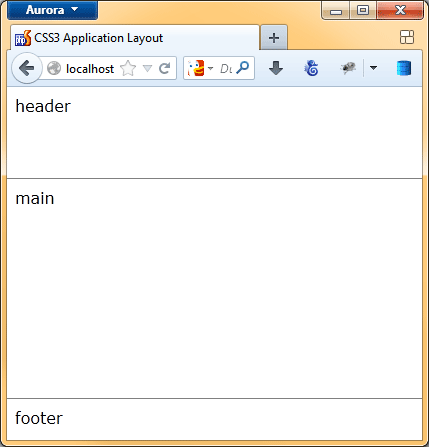 Aurora
CSS3 Application Layout
localhost
header
main
footer